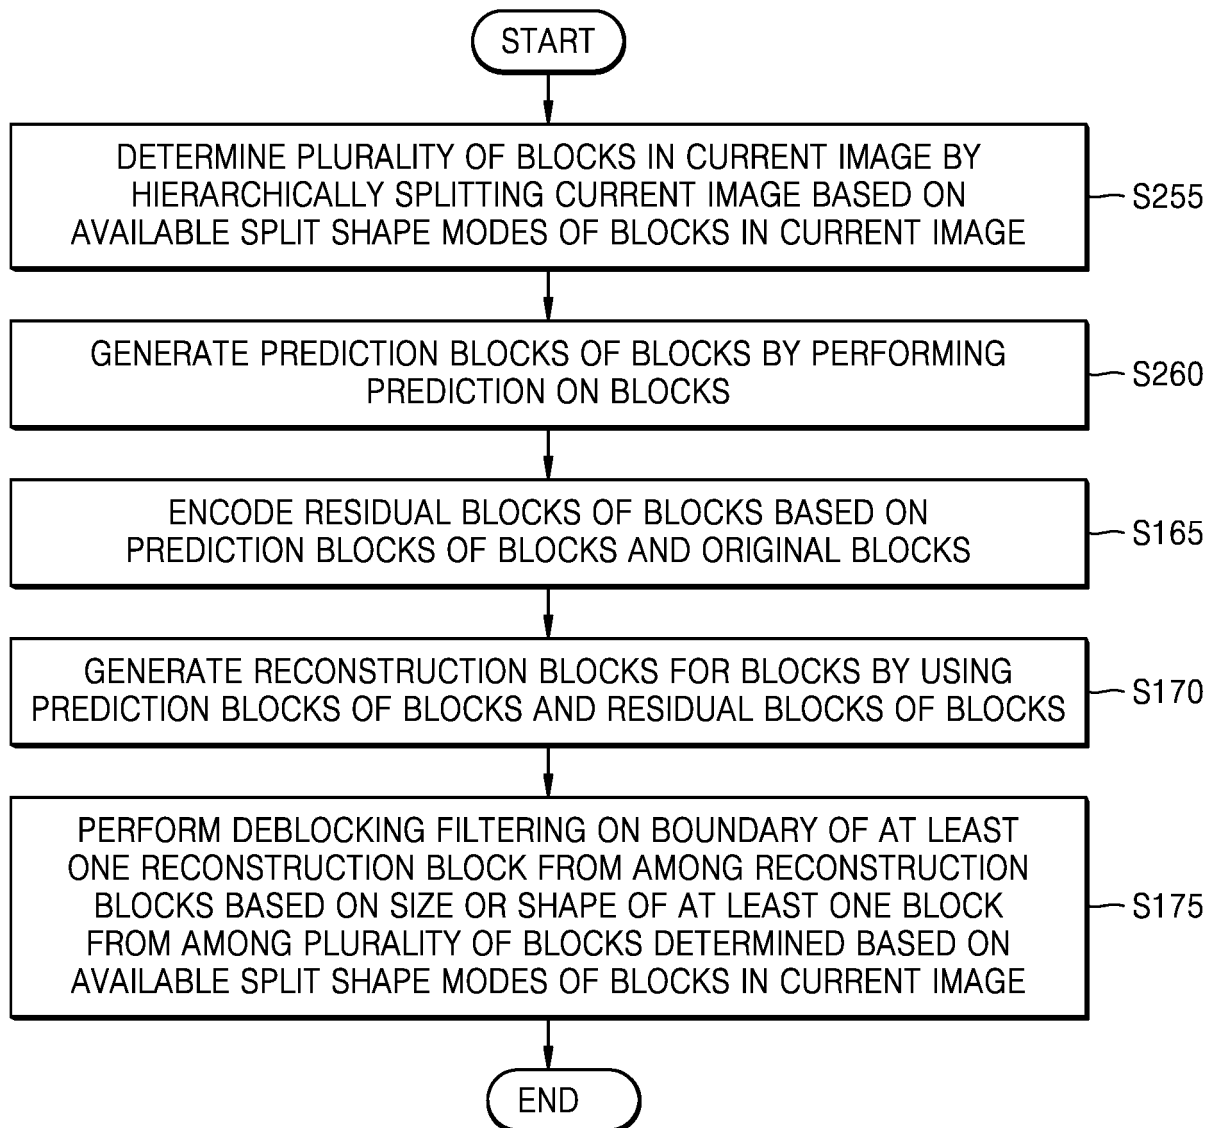 START
DETERMINE PLURALITY OF BLOCKS IN CURRENT IMAGE BY
HIERARCHICALLY SPLITTING CURRENT IMAGE BASED ON
AVAILABLE SPLIT SHAPE MODES OF BLOCKS IN CURRENT IMAGE
S255
GENERATE PREDICTION BLOCKS OF BLOCKS BY PERFORMING
PREDICTION ON BLOCKS
S260
ENCODE RESIDUAL BLOCKS OF BLOCKS BASED ON
PREDICTION BLOCKS OF BLOCKS AND ORIGINAL BLOCKS
S165
GENERATE RECONSTRUCTION BLOCKS FOR BLOCKS BY USING
PREDICTION BLOCKS OF BLOCKS AND RESIDUAL BLOCKS OF BLOCKS
S170
PERFORM DEBLOCKING FILTERING ON BOUNDARY OF AT LEAST
ONE RECONSTRUCTION BLOCK FROM AMONG RECONSTRUCTION
BLOCKS BASED ON SIZE OR SHAPE OF AT LEAST ONE BLOCK
FROM AMONG PLURALITY OF BLOCKS DETERMINED BASED ON
AVAILABLE SPLIT SHAPE MODES OF BLOCKS IN CURRENT IMAGE
S175
END